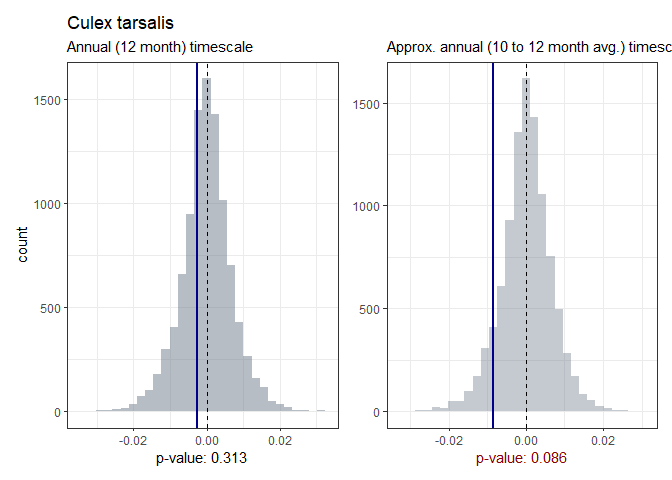 Culex tarsalis
Annual (12 month) timescale
Approx. annual (10 to 12 month avg.) timesc
count
1500
1000
500
0
-0.02
0.00
0.02
p-value: 0.313
1500
1000
500
0
-0.02
0.00
0.02
p-value: 0.086